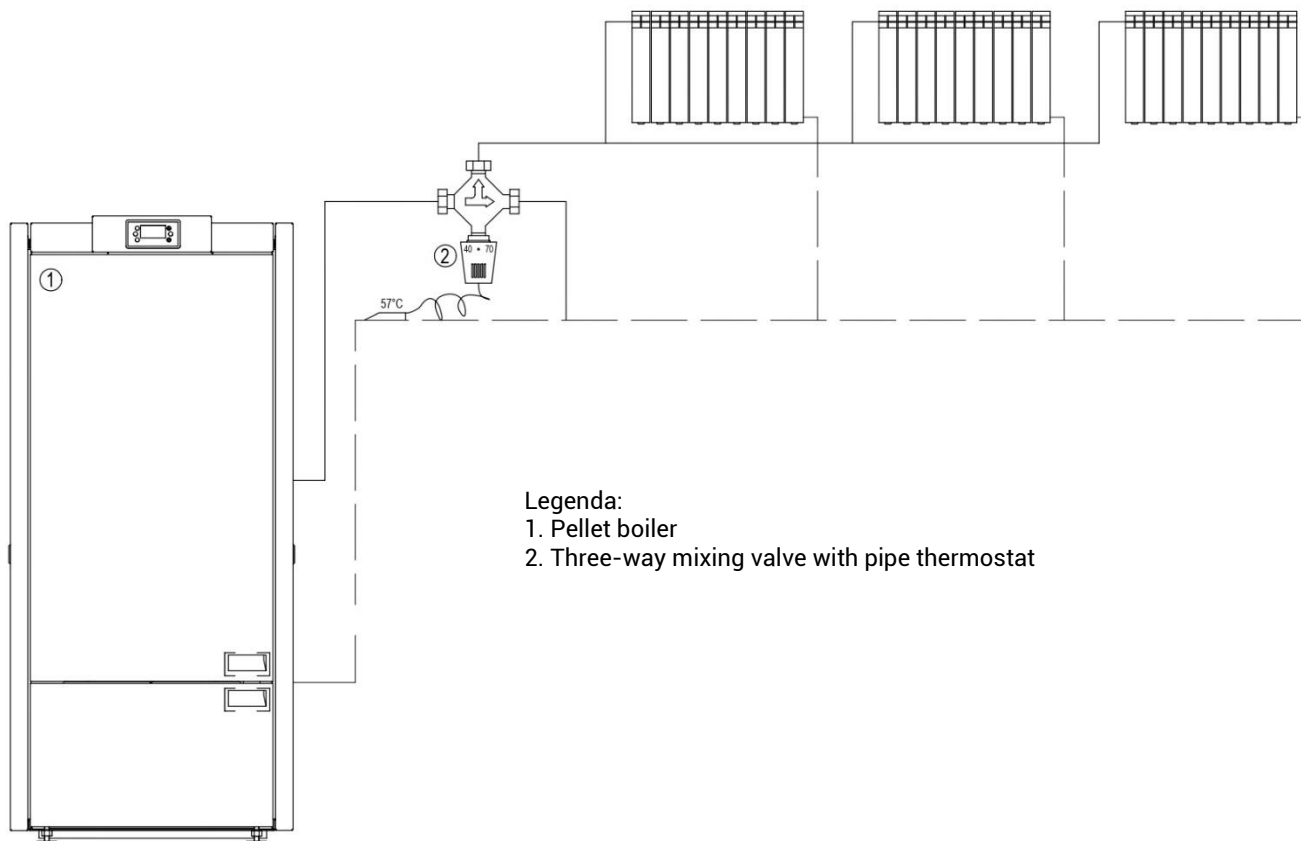 40 • 70
②
①
57°C
Legenda:
1. Pellet boiler
2. Three-way mixing valve with pipe thermostat